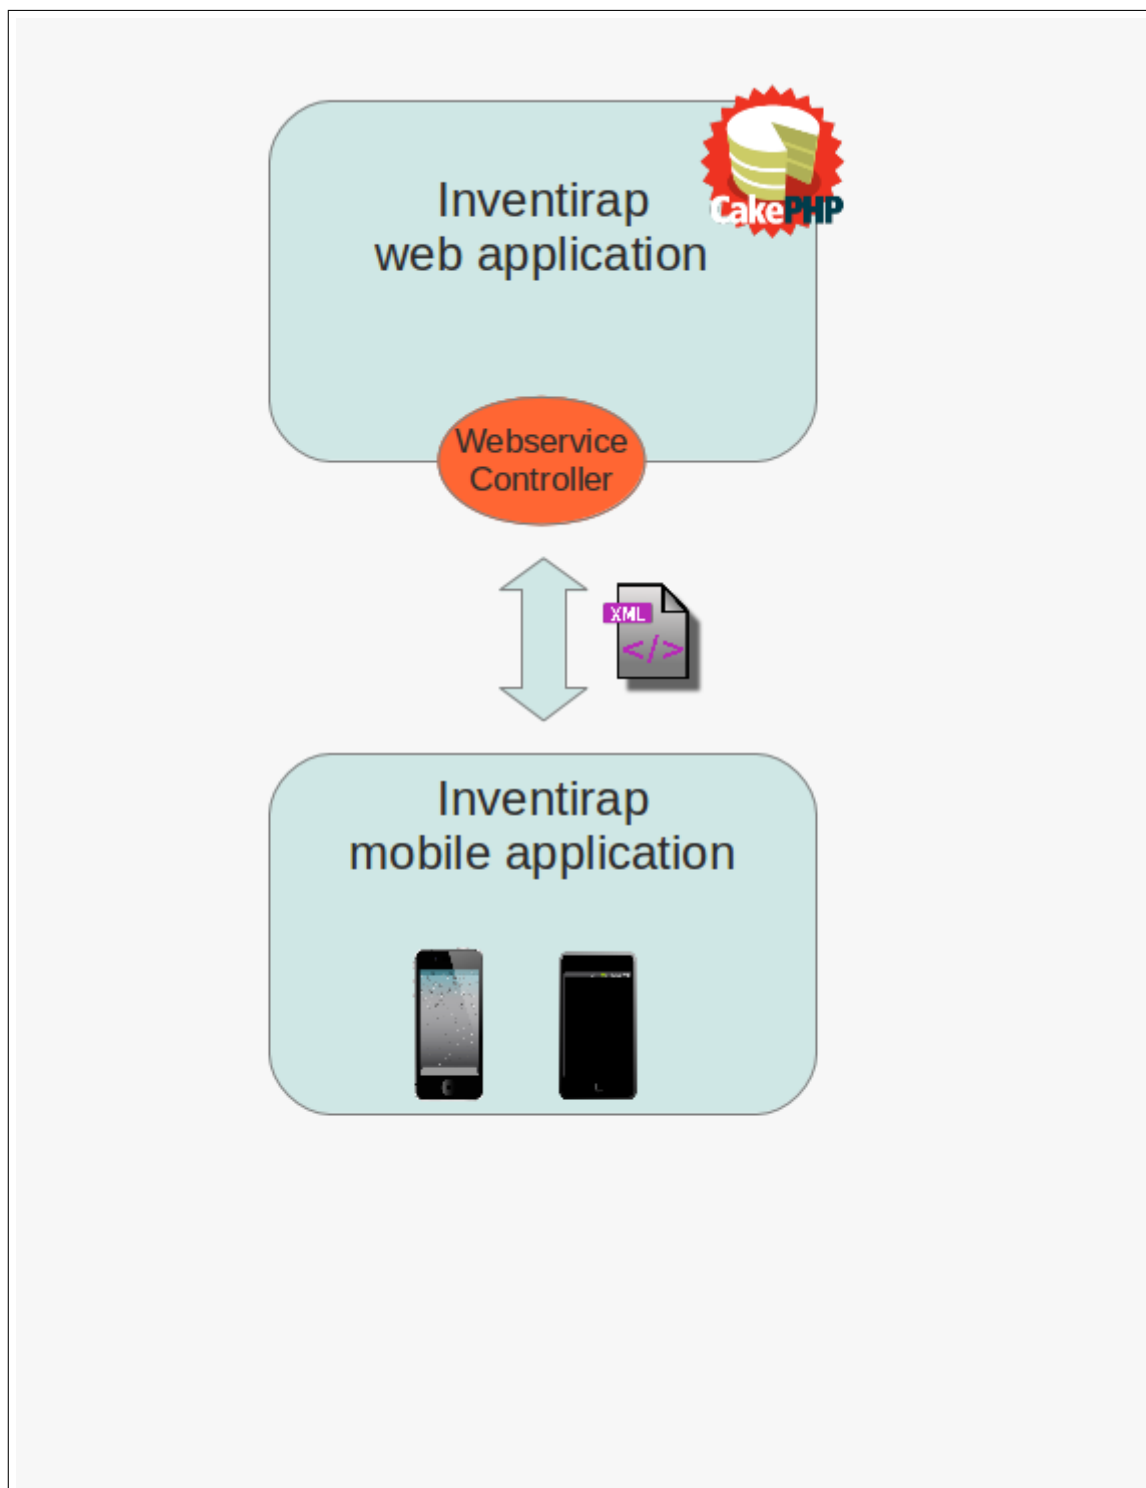 Inventirap
web application
CakePHP
Webservice
Controller
XML
</>
Inventirap
mobile application